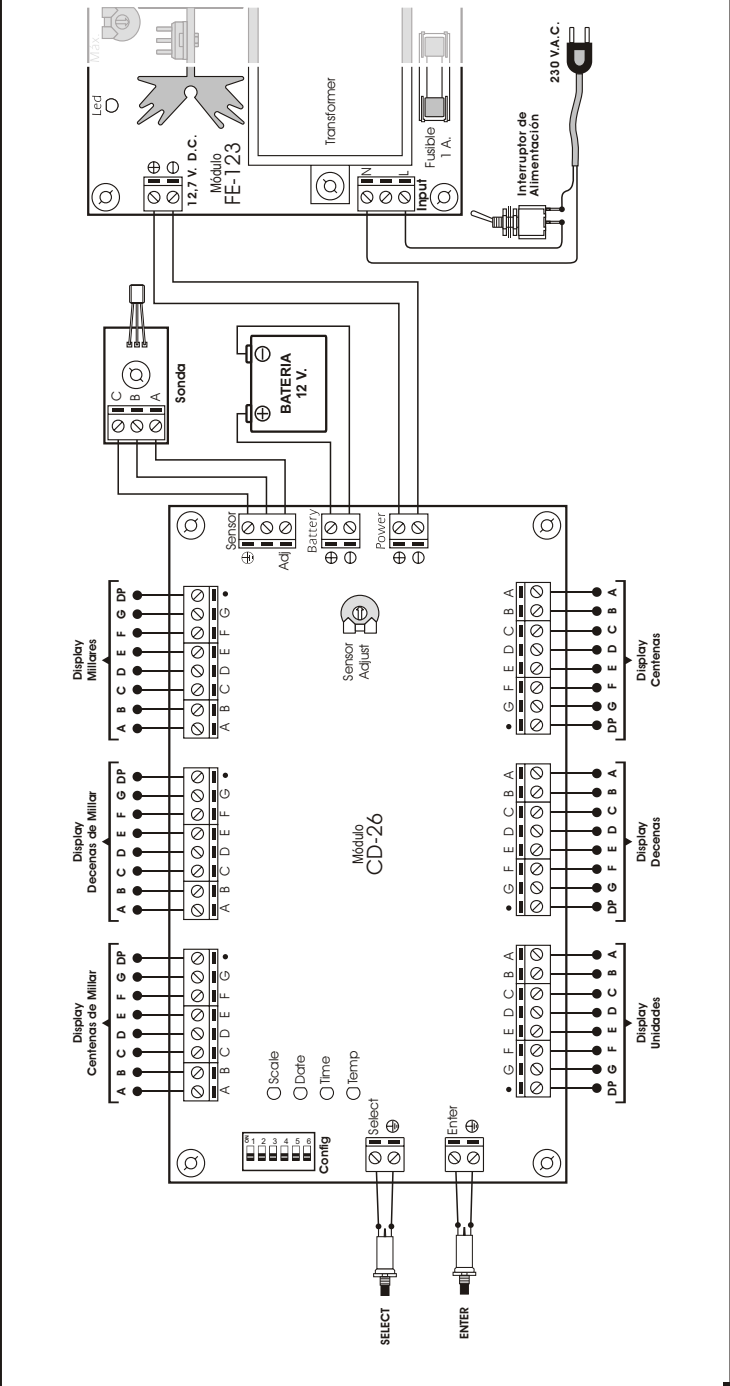 Máx.
Led
12,7 V. D.C.
Módulo
FE-123
Transformer
N
L
Input
Fusible
1 A.
230 V.A.C.
Interruptor de
Alimentación
C
B
A
Sonda
BATERIA
12 V.
Sensor
Adj
Battery
Power
Sensor
Adjust
Display
Millares
A B C D E F G DP
A B C D E F G
Display
Decenas de Millar
A B C D E F G DP
A B C D E F G
Display
Centenas de Millar
A B C D E F G DP
A B C D E F G
Módulo
CD-26
A B C D E F G
A B C D E F G DP
Display
Centenas
A B C D E F G
A B C D E F G DP
Display
Decenas
A B C D E F G
A B C D E F G DP
Display
Unidades
Scale
Date
Time
Temp
ON
1 2 3 4 5 6
Config
Select
Enter
SELECT
ENTER